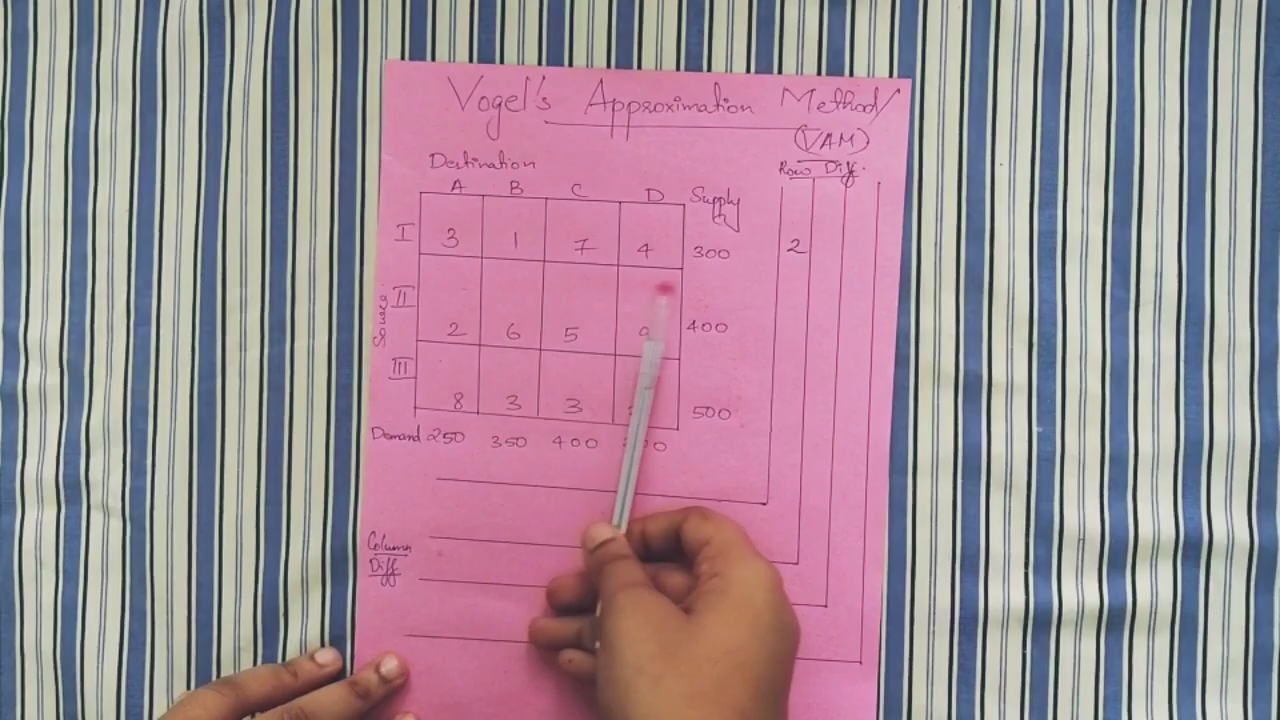 Vogel's Approximation Method
(VAM)
Destination
Row Diff.
A B C D Supply
I 3 1 7 4 300 2
Source II 2 6 5 400
III 8 3 3 500
Demand 250 350 400
Column
Diff